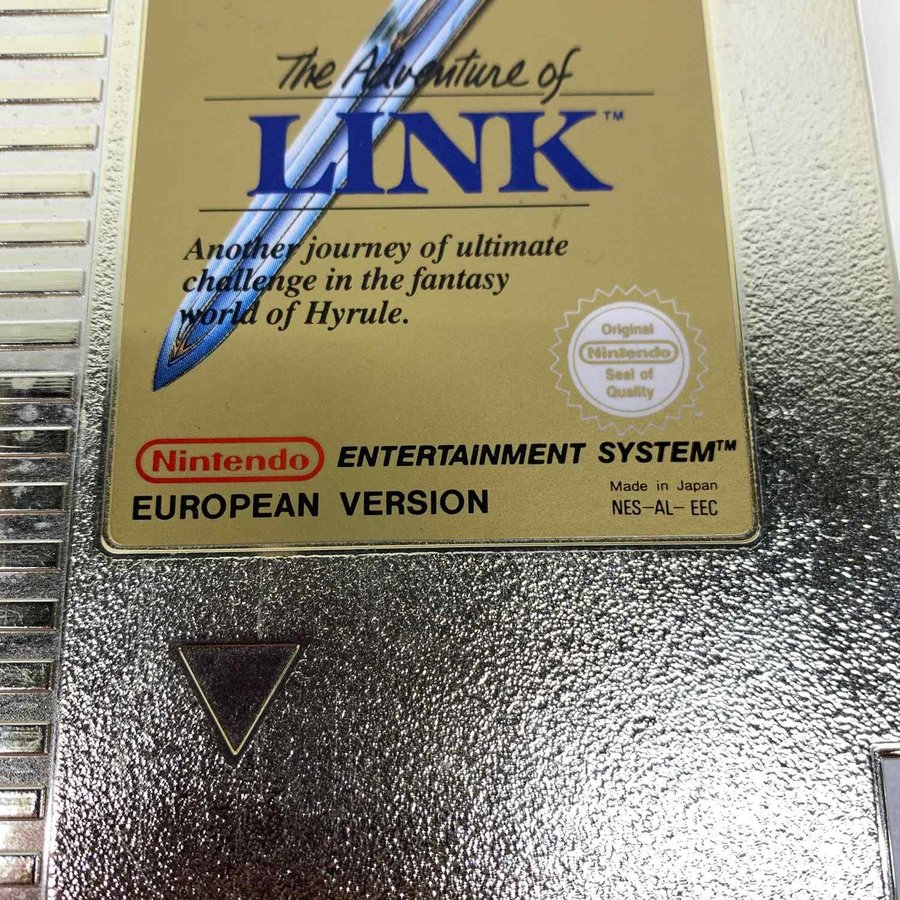 The Adventure of
LINK™
Another journey of ultimate
challenge in the fantasy
world of Hyrule.
Original
Nintendo
Seal of
Quality
Nintendo ENTERTAINMENT SYSTEM™
EUROPEAN VERSION
Made in Japan
NES-AL- EEC